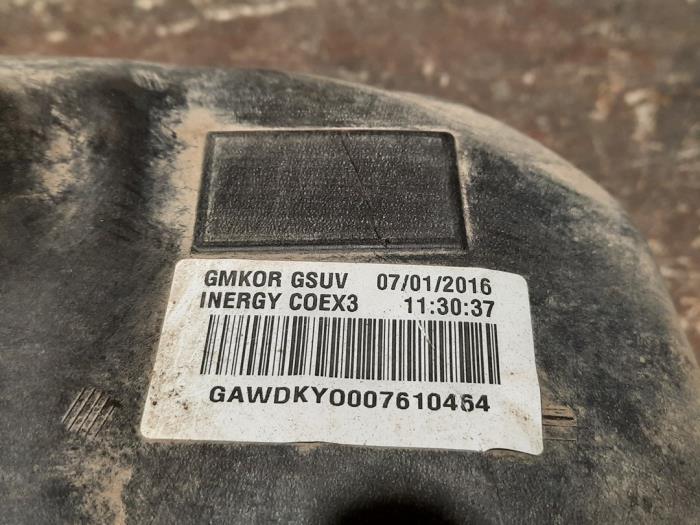 GMKOR GSUV 07/01/2016
INERGY COEX3 11:30:37
GAWDKY0007610464